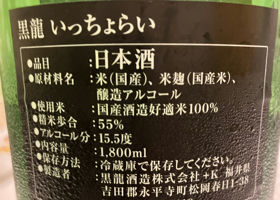 黒龍 いっちょらい
●品目：日本酒
●原材料名：米(国産)、米麹(国産米)、
醸造アルコール
●使用米：国産酒造好適米100%
●精米歩合：55%
●アルコール分：15.5度
●内容量：1,800ml
●保存方法：冷蔵庫で保存してください。
●製造者：黒龍酒造株式会社+K 福井県
吉田郡永平寺町松岡春日1-38